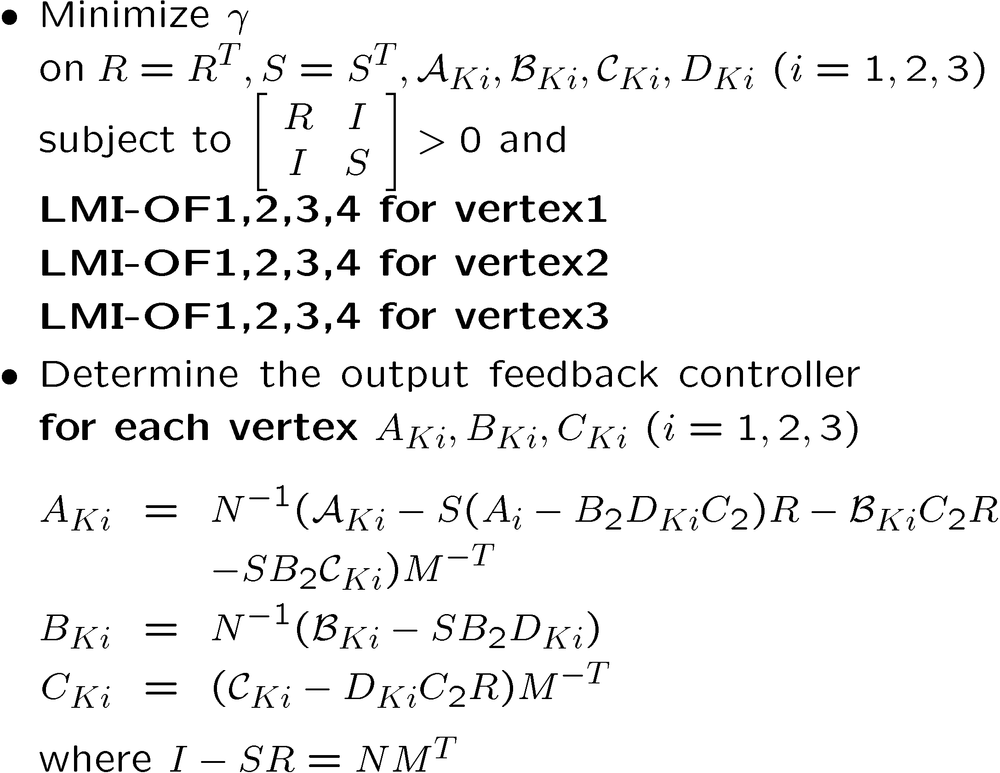 • Minimize γ
on R = R^T, S = S^T, 𝒜_{Ki}, ℬ_{Ki}, 𝒞_{Ki}, D_{Ki} (i = 1, 2, 3)
subject to [ R I ; I S ] > 0 and
LMI-OF1,2,3,4 for vertex1
LMI-OF1,2,3,4 for vertex2
LMI-OF1,2,3,4 for vertex3
• Determine the output feedback controller
for each vertex A_{Ki}, B_{Ki}, C_{Ki} (i = 1, 2, 3)
A_{Ki} = N^{-1}(𝒜_{Ki} − S(A_i − B_2D_{Ki}C_2)R − ℬ_{Ki}C_2R
−SB_2𝒞_{Ki})M^{-T}
B_{Ki} = N^{-1}(ℬ_{Ki} − SB_2D_{Ki})
C_{Ki} = (𝒞_{Ki} − D_{Ki}C_2R)M^{-T}
where I − SR = NM^T